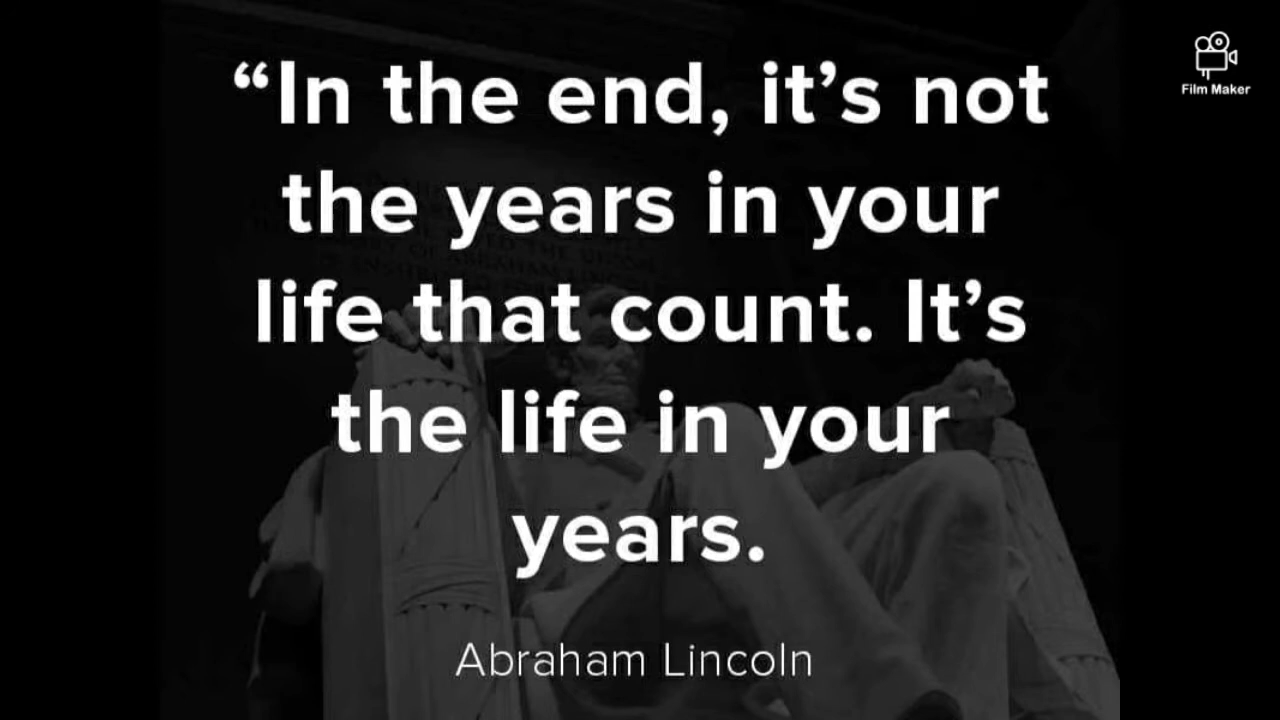 “In the end, it’s not
the years in your
life that count. It’s
the life in your
years.
Abraham Lincoln
Film Maker